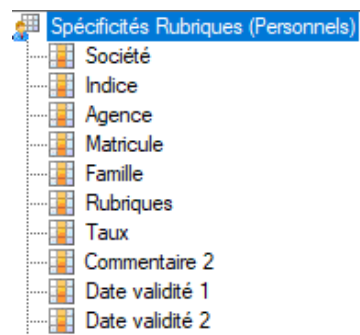 Spécificités Rubriques (Personnels)
Société
Indice
Agence
Matricule
Famille
Rubriques
Taux
Commentaire 2
Date validité 1
Date validité 2